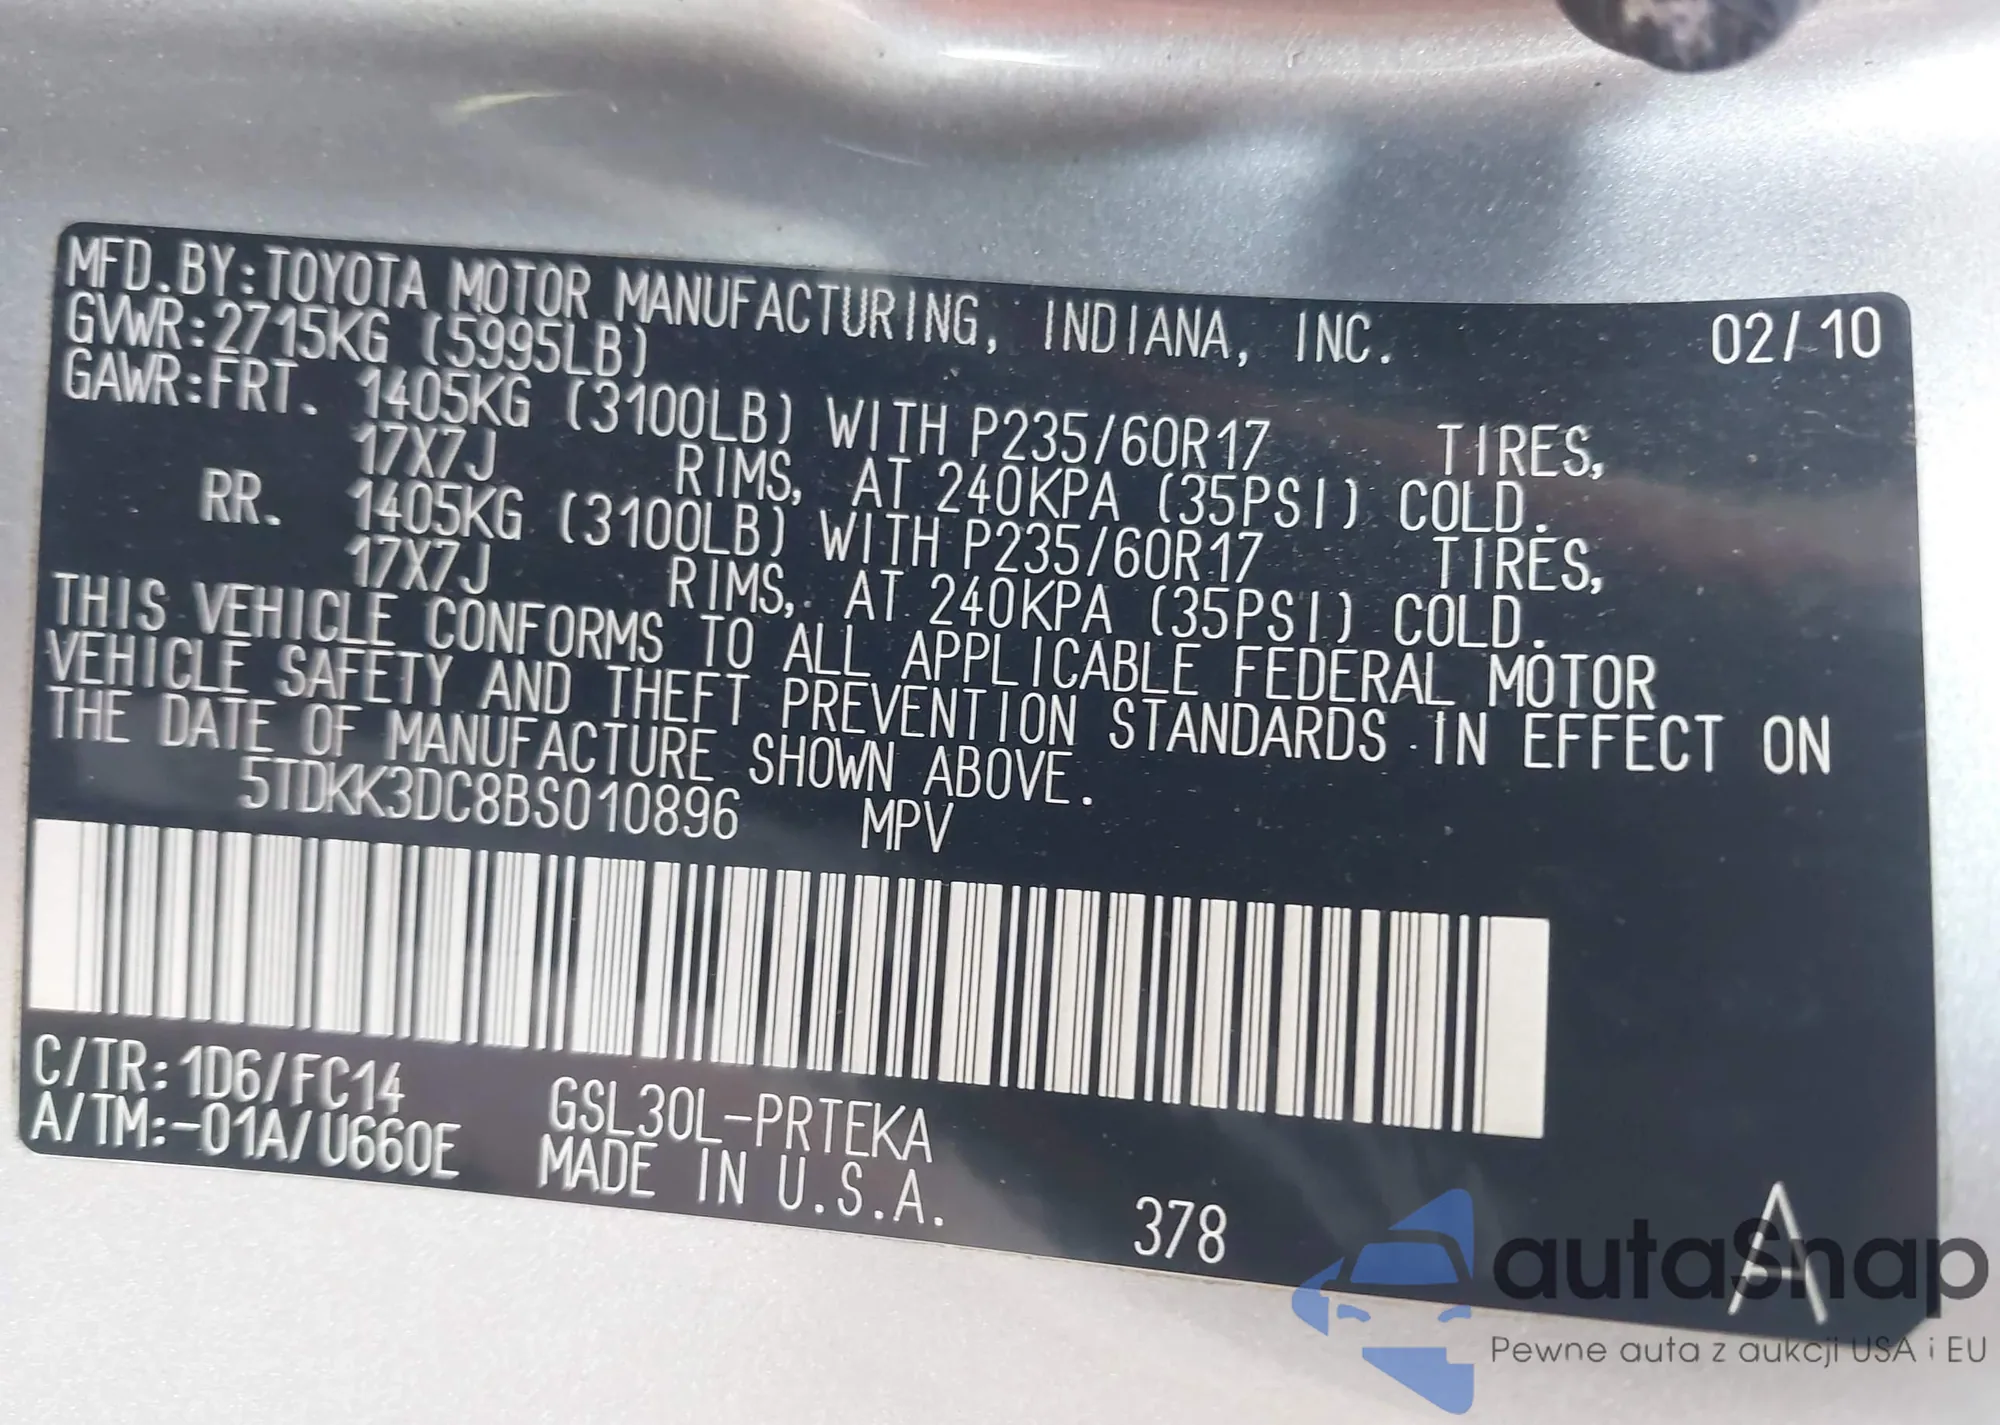 MFD.BY:TOYOTA MOTOR MANUFACTURING, INDIANA, INC. 02/10
GVWR:2715KG (5995LB)
GAWR:FRT. 1405KG (3100LB) WITH P235/60R17 TIRES,
17X7J RIMS, AT 240KPA (35PSI) COLD.
RR. 1405KG (3100LB) WITH P235/60R17 TIRES,
17X7J RIMS, AT 240KPA (35PSI) COLD.
THIS VEHICLE CONFORMS TO ALL APPLICABLE FEDERAL MOTOR
VEHICLE SAFETY AND THEFT PREVENTION STANDARDS IN EFFECT ON
THE DATE OF MANUFACTURE SHOWN ABOVE.
5TDKK3DC8BS010896 MPV
C/TR:1D6/FC14 GSL30L-PRTEKA
A/TM:-01A/U660E MADE IN U.S.A. 378 A
autaSnap
Pewne auta z aukcji USA i EU